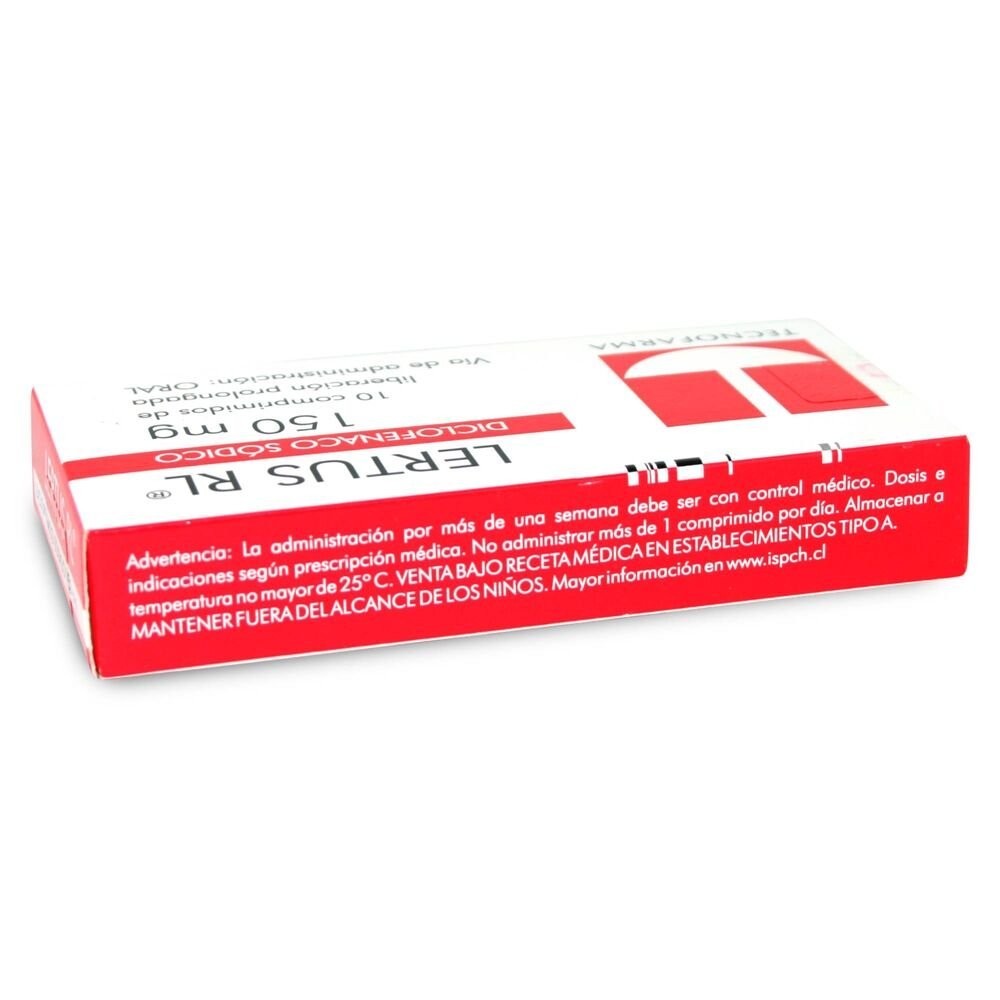 TECNOFARMA
LERTUS RL®
DICLOFENACO SÓDICO
150 mg
10 comprimidos de
liberación prolongada
Vía de administración: ORAL
Advertencia: La administración por más de una semana debe ser con control médico. Dosis e
indicaciones según prescripción médica. No administrar más de 1 comprimido por día. Almacenar a
temperatura no mayor de 25° C. VENTA BAJO RECETA MÉDICA EN ESTABLECIMIENTOS TIPO A.
MANTENER FUERA DEL ALCANCE DE LOS NIÑOS. Mayor información en www.ispch.cl